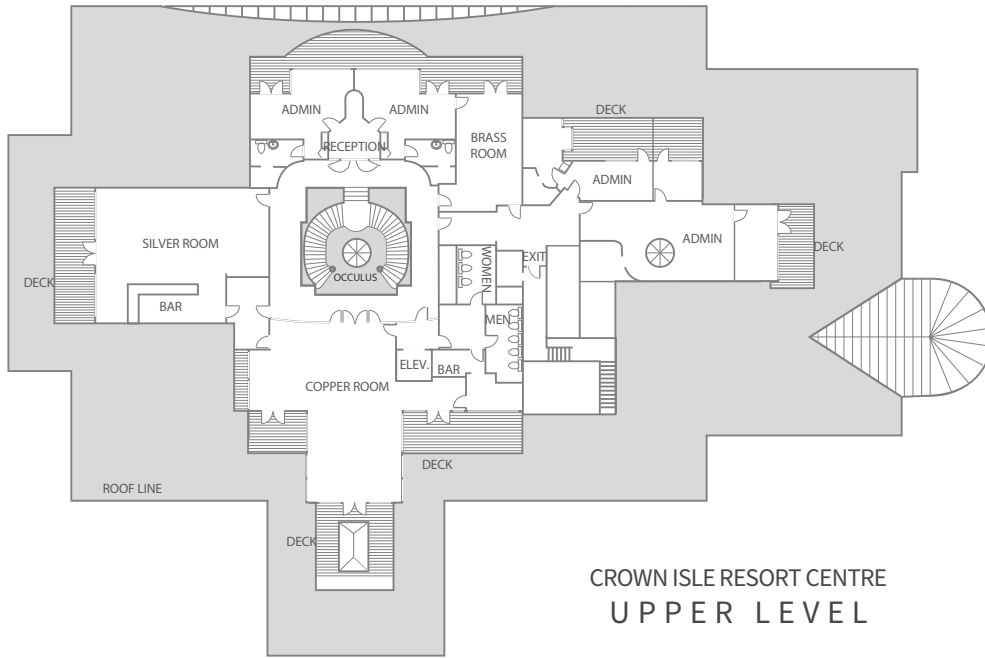 ADMIN
ADMIN
DECK
BRASS
ROOM
RECEPTION
ADMIN
SILVER ROOM
ADMIN
DECK
WOMEN
EXIT
OCCULUS
DECK
BAR
MEN
ELEV.
BAR
COPPER ROOM
DECK
ROOF LINE
DECK
CROWN ISLE RESORT CENTRE
UPPER LEVEL